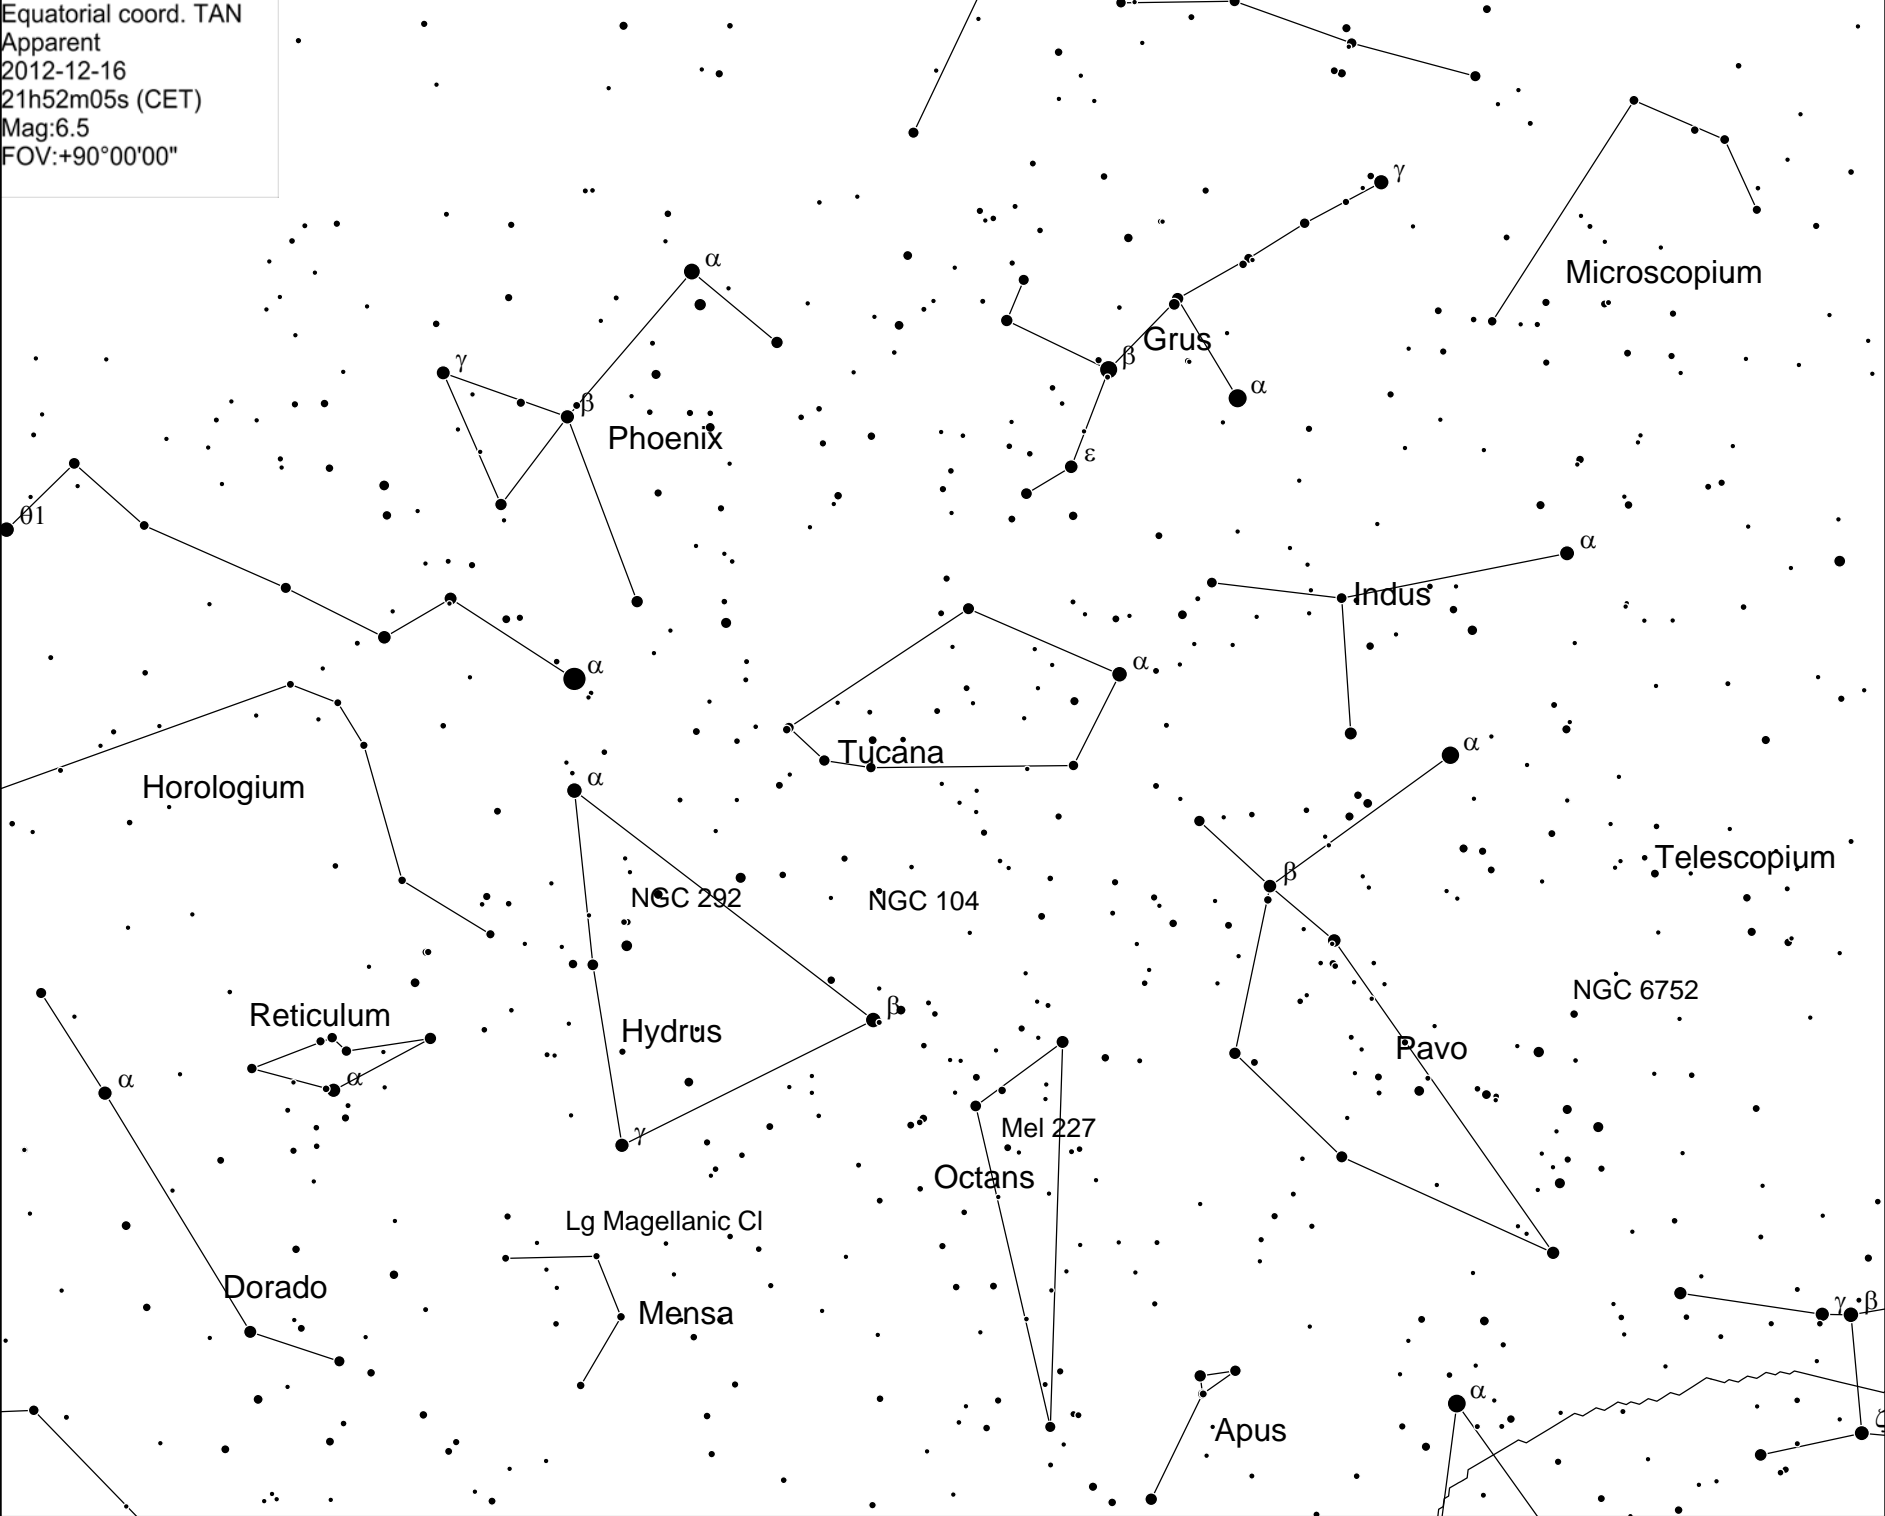 Equatorial coord. TAN
Apparent
2012-12-16
21h52m05s (CET)
Mag:6.5
FOV:+90°00'00"
γ
α
Microscopium
Grus
β
γ
α
β
Phoenix
ε
θ1
α
Indus
α
α
α
Tucana
α
Horologium
β
Telescopium
NGC 292
NGC 104
NGC 6752
β
Reticulum
Hydrus
Pavo
α
α
Mel 227
γ
Octans
Lg Magellanic Cl
Dorado
Mensa
γ
β
α
Apus
ζ